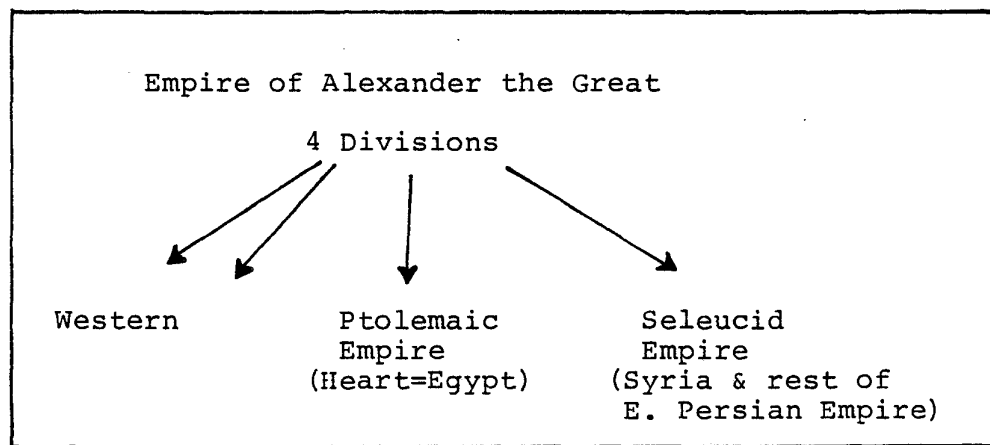 Empire of Alexander the Great
4 Divisions
Western
Ptolemaic
Empire
(Heart=Egypt)
Seleucid
Empire
(Syria & rest of
E. Persian Empire)